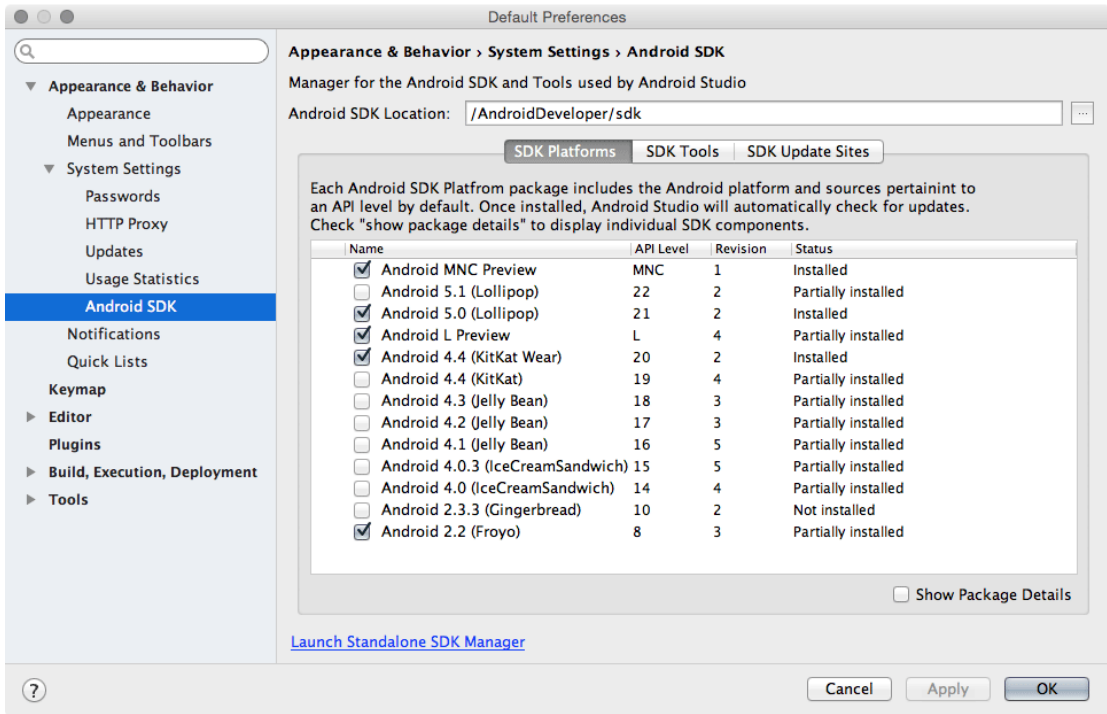 Default Preferences
Appearance & Behavior
Appearance
Menus and Toolbars
System Settings
Passwords
HTTP Proxy
Updates
Usage Statistics
Android SDK
Notifications
Quick Lists
Keymap
Editor
Plugins
Build, Execution, Deployment
Tools
Appearance & Behavior › System Settings › Android SDK
Manager for the Android SDK and Tools used by Android Studio
Android SDK Location: /AndroidDeveloper/sdk ...
SDK Platforms SDK Tools SDK Update Sites
Each Android SDK Platfrom package includes the Android platform and sources pertainint to
an API level by default. Once installed, Android Studio will automatically check for updates.
Check "show package details" to display individual SDK components.
Name API Level Revision Status
Android MNC Preview MNC 1 Installed
Android 5.1 (Lollipop) 22 2 Partially installed
Android 5.0 (Lollipop) 21 2 Installed
Android L Preview L 4 Partially installed
Android 4.4 (KitKat Wear) 20 2 Installed
Android 4.4 (KitKat) 19 4 Partially installed
Android 4.3 (Jelly Bean) 18 3 Partially installed
Android 4.2 (Jelly Bean) 17 3 Partially installed
Android 4.1 (Jelly Bean) 16 5 Partially installed
Android 4.0.3 (IceCreamSandwich) 15 5 Partially installed
Android 4.0 (IceCreamSandwich) 14 4 Partially installed
Android 2.3.3 (Gingerbread) 10 2 Not installed
Android 2.2 (Froyo) 8 3 Partially installed
Show Package Details
Launch Standalone SDK Manager
? Cancel Apply OK